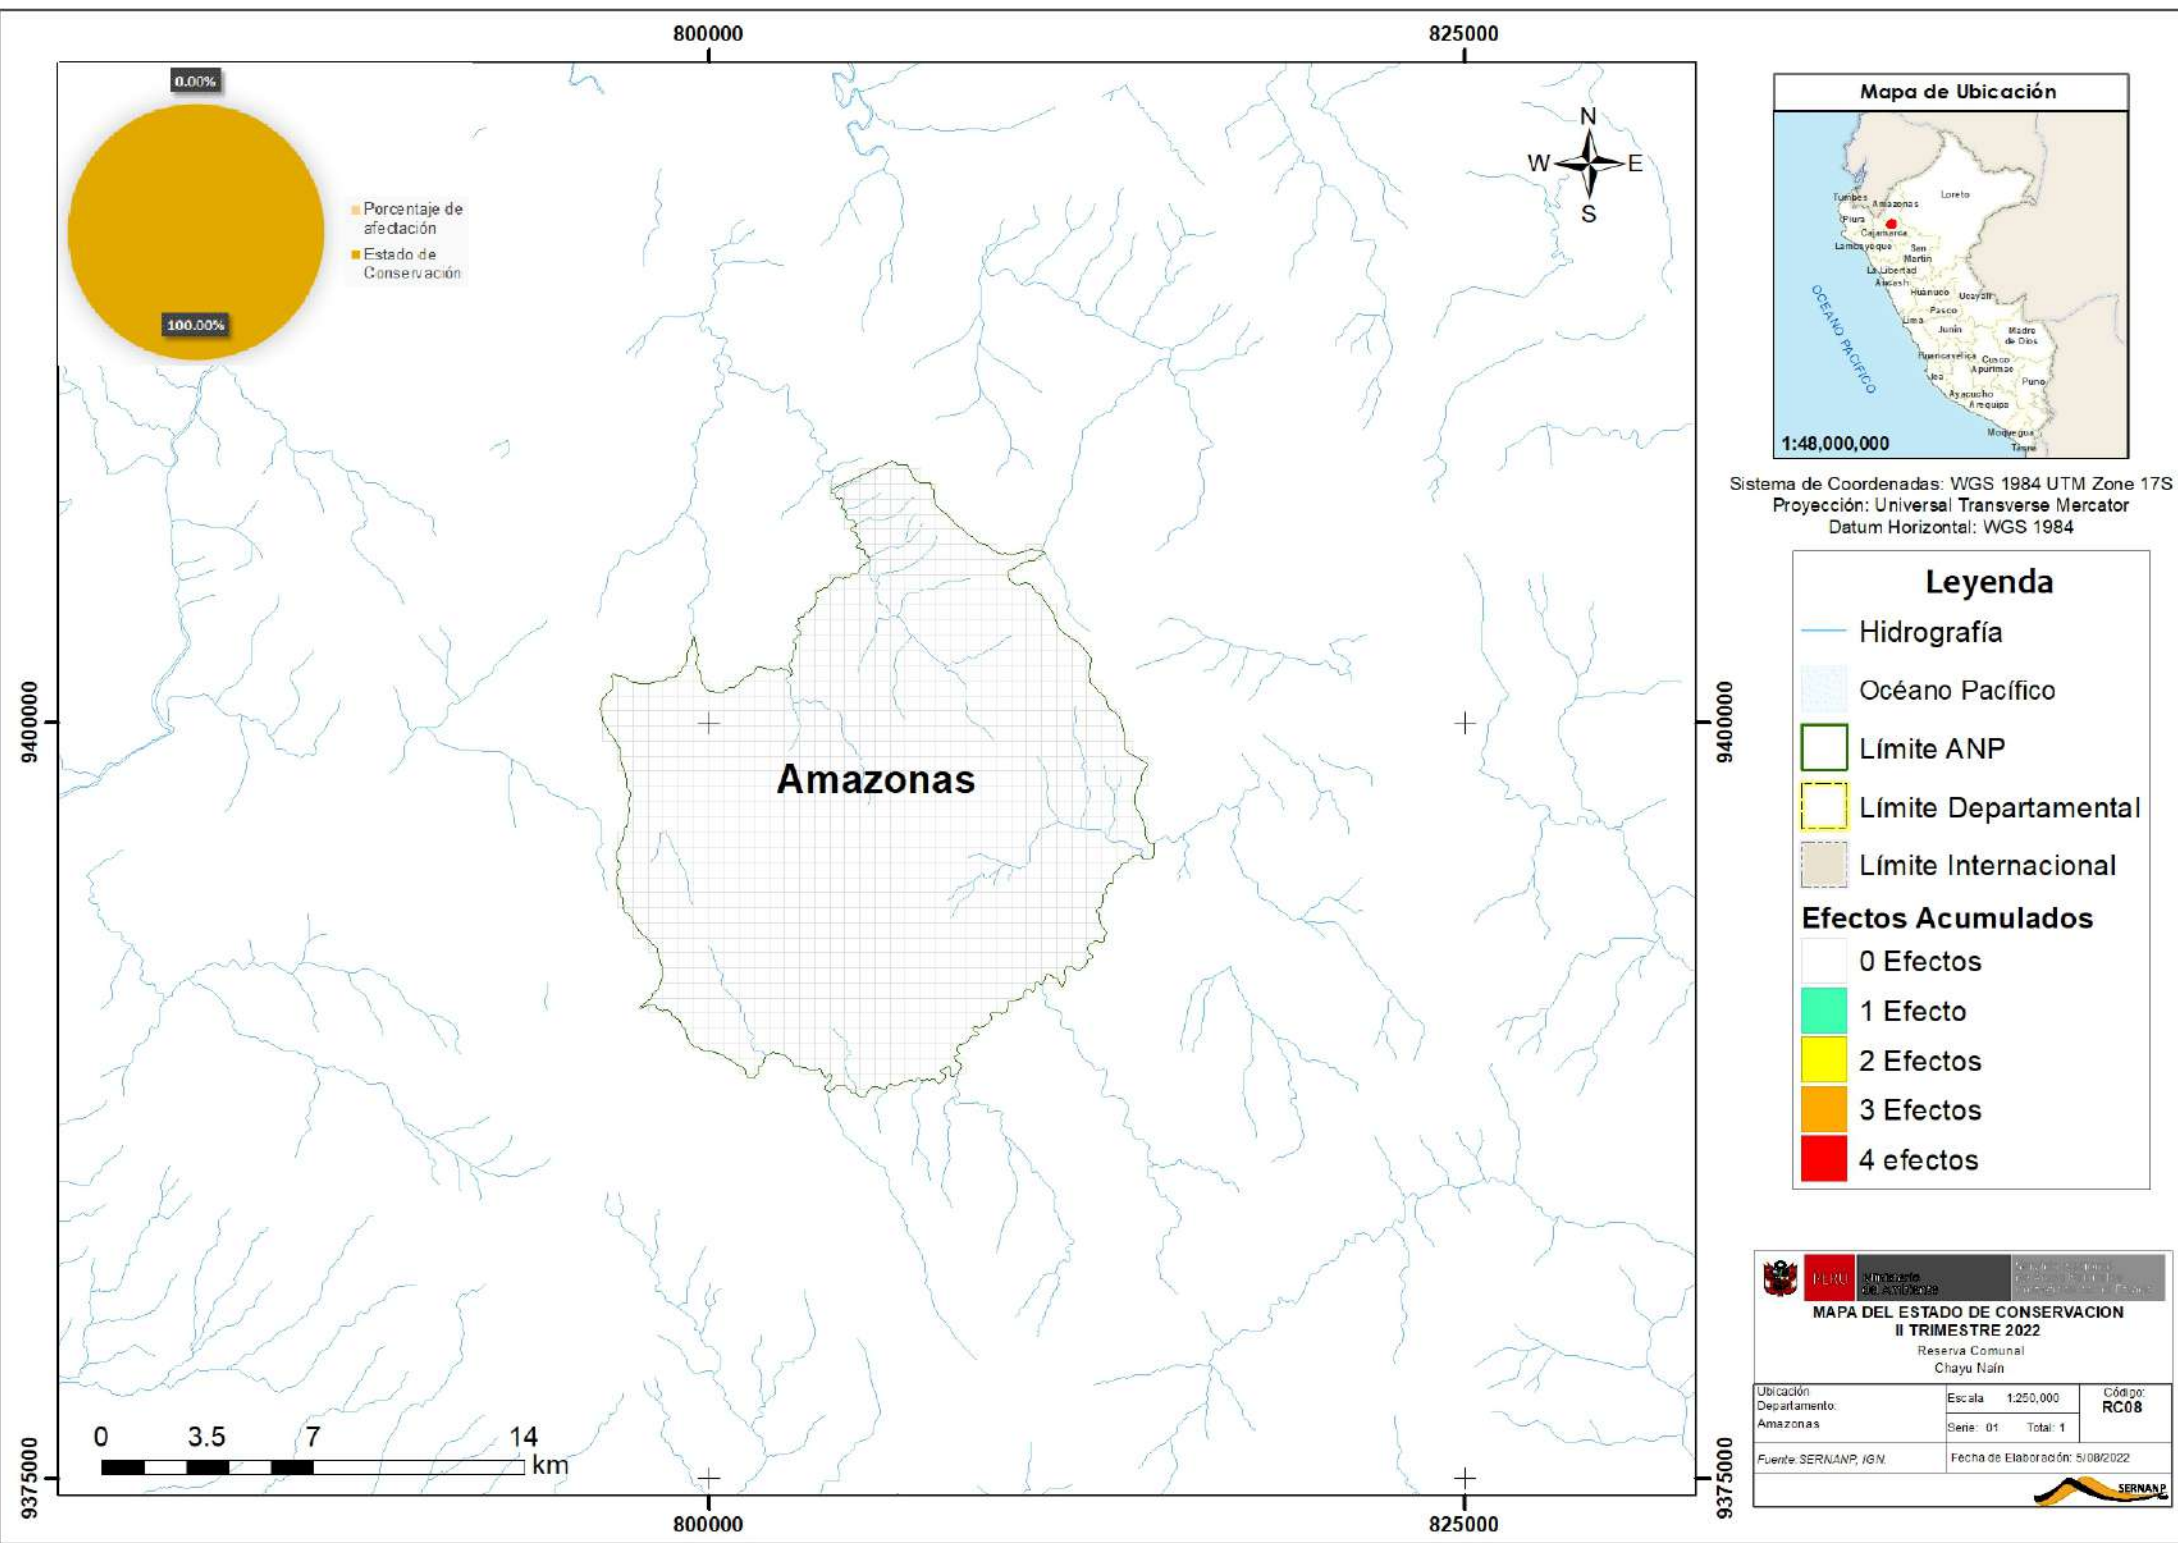 800000
825000
0.00%
100.00%
Porcentaje de
afectación
Estado de
Conservación
N
W
E
S
9400000
9400000
Amazonas
9375000
9375000
0
3.5
7
14
km
800000
825000
Mapa de Ubicación
Tumbes
Amazonas
Loreto
Piura
Cajamarca
Lambayeque
San
Martin
La Libertad
Ancash
Huánuco
Ucayali
Pasco
Lima
Junin
Madre
de Dios
Huancavelica
Cusco
Apurimac
Ica
Puno
Ayacucho
Arequipa
Moquegua
Tacna
OCEANO PACIFICO
1:48,000,000
Sistema de Coordenadas: WGS 1984 UTM Zone 17S
Proyección: Universal Transverse Mercator
Datum Horizontal: WGS 1984
Leyenda
Hidrografía
Océano Pacífico
Límite ANP
Límite Departamental
Límite Internacional
Efectos Acumulados
0 Efectos
1 Efecto
2 Efectos
3 Efectos
4 efectos
PERÚ
Ministerio
del Ambiente
MAPA DEL ESTADO DE CONSERVACION
II TRIMESTRE 2022
Reserva Comunal
Chayu Naín
Ubicación
Departamento:
Amazonas
Escala 1:250,000
Serie: 01 Total: 1
Código:
RC08
Fuente: SERNANP, IGN.
Fecha de Elaboración: 5/08/2022
SERNANP